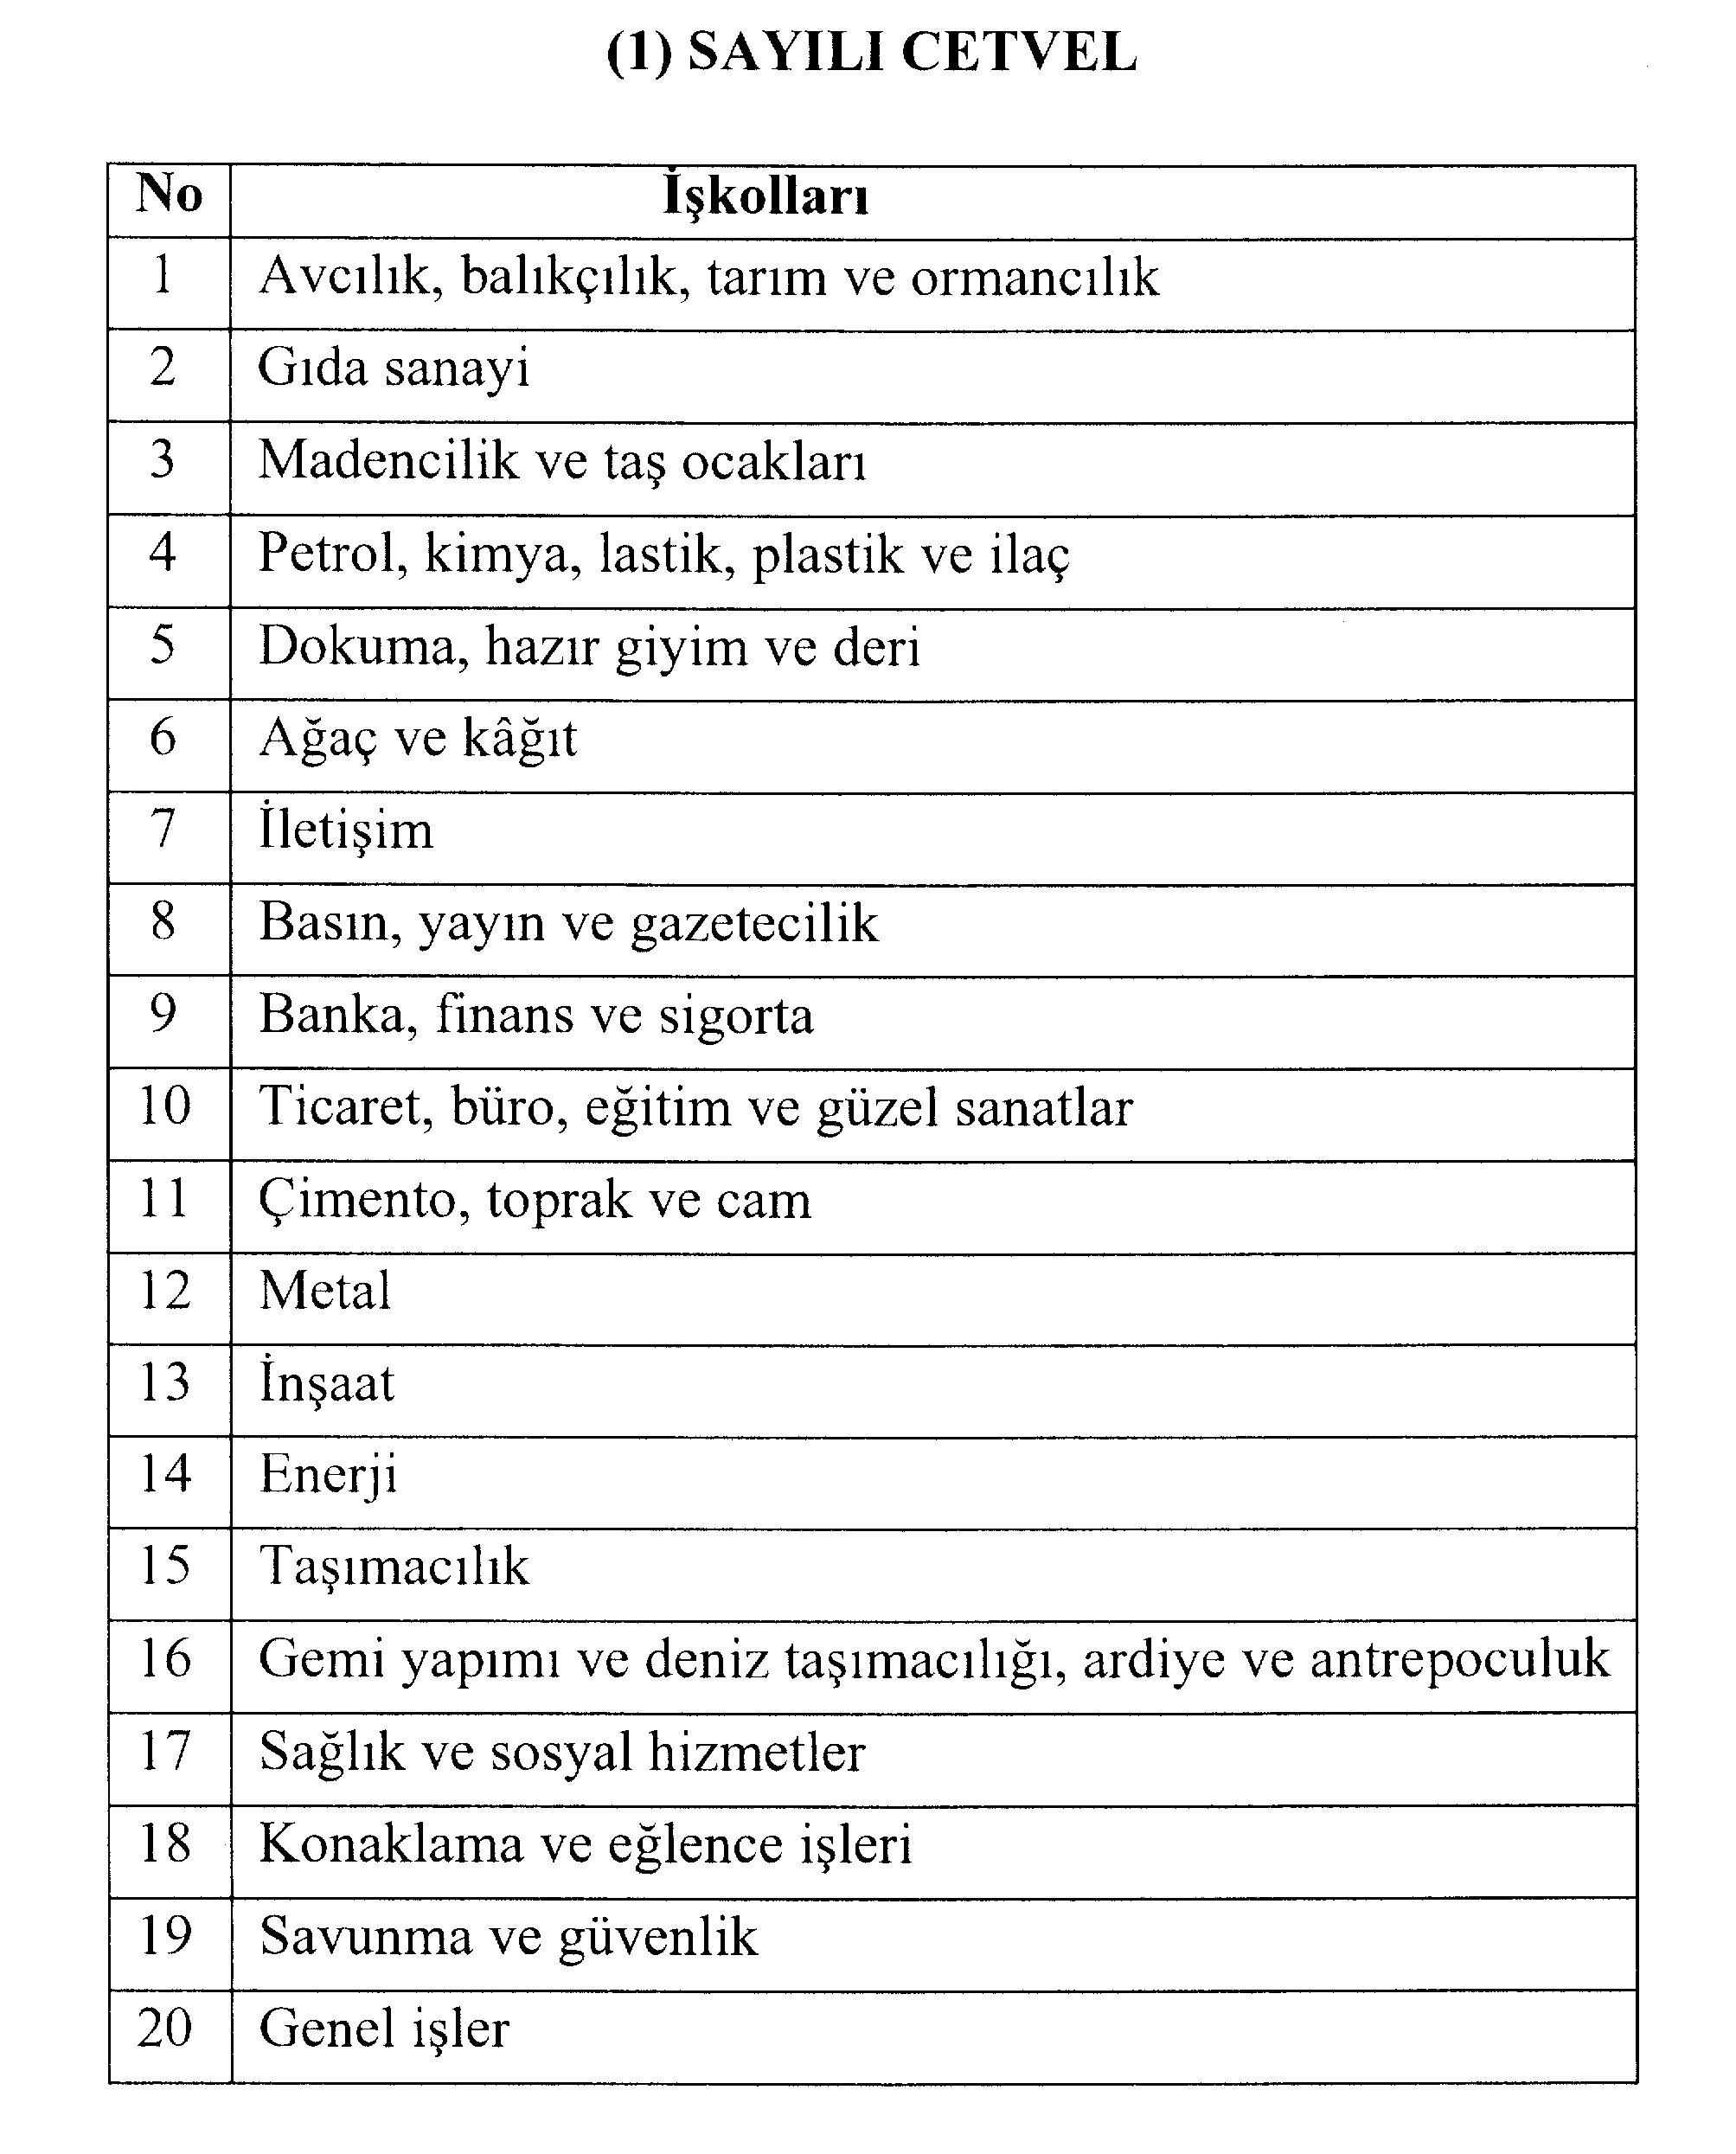 (1) SAYILI CETVEL
No İşkolları
1 Avcılık, balıkçılık, tarım ve ormancılık
2 Gıda sanayi
3 Madencilik ve taş ocakları
4 Petrol, kimya, lastik, plastik ve ilaç
5 Dokuma, hazır giyim ve deri
6 Ağaç ve kâğıt
7 İletişim
8 Basın, yayın ve gazetecilik
9 Banka, finans ve sigorta
10 Ticaret, büro, eğitim ve güzel sanatlar
11 Çimento, toprak ve cam
12 Metal
13 İnşaat
14 Enerji
15 Taşımacılık
16 Gemi yapımı ve deniz taşımacılığı, ardiye ve antrepoculuk
17 Sağlık ve sosyal hizmetler
18 Konaklama ve eğlence işleri
19 Savunma ve güvenlik
20 Genel işler